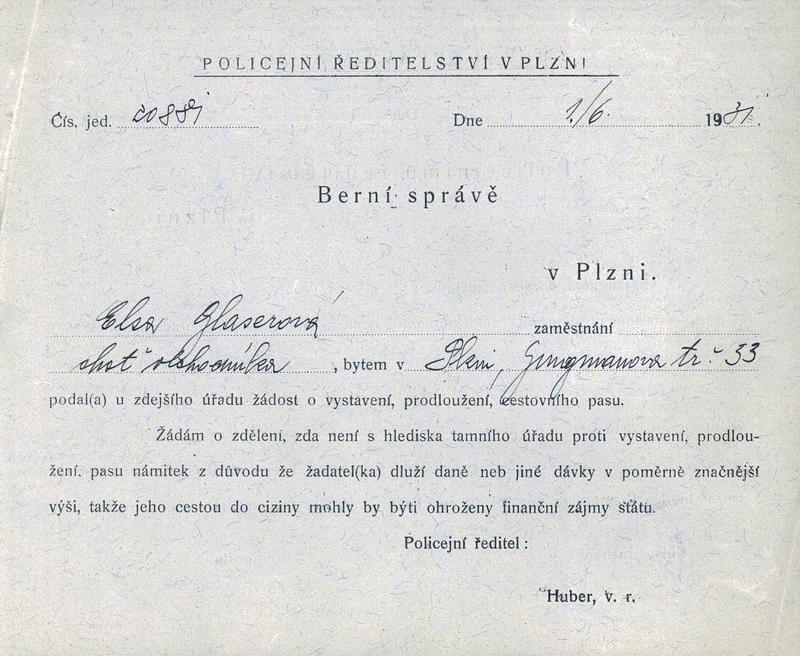 POLICEJNÍ ŘEDITELSTVÍ V PLZNI
Čís. jed. Dne 1./6. 1931.
Berní správě
v Plzni.
Elsa Glaserová zaměstnání
choť obchodníka, bytem v Plzni, Jungmanova tř. č. 33
podal(a) u zdejšího úřadu žádost o vystavení, prodloužení, cestovního pasu.
Žádám o zdělení, zda není s hlediska tamního úřadu proti vystavení, prodlou-
žení, pasu námitek z důvodu že žadatel(ka) dluží daně neb jiné dávky v poměrně značnější
výši, takže jeho cestou do ciziny mohly by býti ohroženy finanční zájmy státu.
Policejní ředitel:
Huber, v. r.